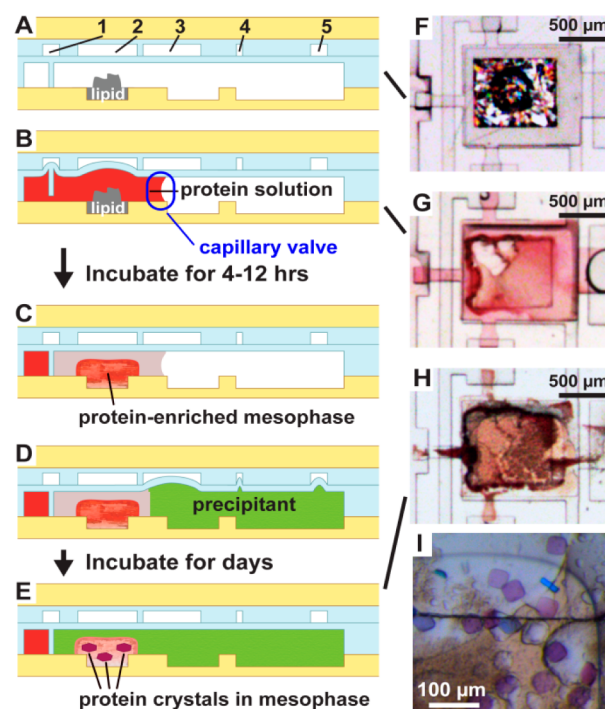 A
1 2 3 4 5
lipid
B
protein solution
lipid
capillary valve
Incubate for 4-12 hrs
C
protein-enriched mesophase
D
precipitant
Incubate for days
E
protein crystals in mesophase
F
500 µm
G
500 µm
H
500 µm
I
100 µm